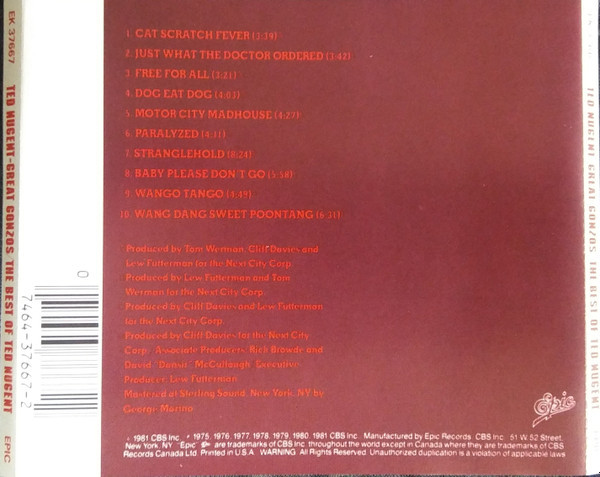 EK 37667
TED NUGENT-GREAT GONZOS THE BEST OF TED NUGENT
EPIC
1. CAT SCRATCH FEVER (3:39)
2. JUST WHAT THE DOCTOR ORDERED (3:42)
3. FREE FOR ALL (3:21)
4. DOG EAT DOG (4:03)
5. MOTOR CITY MADHOUSE (4:27)
6. PARALYZED (4:11)
7. STRANGLEHOLD (8:24)
8. BABY PLEASE DON'T GO (5:58)
9. WANGO TANGO (4:49)
10. WANG DANG SWEET POONTANG (6:31)
Produced by Tom Werman, Cliff Davies and
Lew Futterman for the Next City Corp.
Produced by Lew Futterman and Tom
Werman for the Next City Corp.
Produced by Cliff Davies and Lew Futterman
for the Next City Corp.
Produced by Cliff Davies for the Next City
Corp. Associate Producers: Rick Browde and
David "Donsit" McCullough Executive
Producer: Lew Futterman
Mastered at Sterling Sound, New York, NY by
George Marino
0
7464-37667-2
Epic
© 1981 CBS Inc. ℗ 1975, 1976, 1977, 1978, 1979, 1980, 1981 CBS Inc. Manufactured by Epic Records CBS Inc. 51 W. 52 Street,
New York, NY "Epic" are trademarks of CBS Inc. throughout the world except in Canada where they are trademarks of CBS
Records Canada Ltd. Printed in U.S.A. WARNING: All Rights Reserved. Unauthorized duplication is a violation of applicable laws
TED NUGENT GREAT GONZOS THE BEST OF TED NUGENT